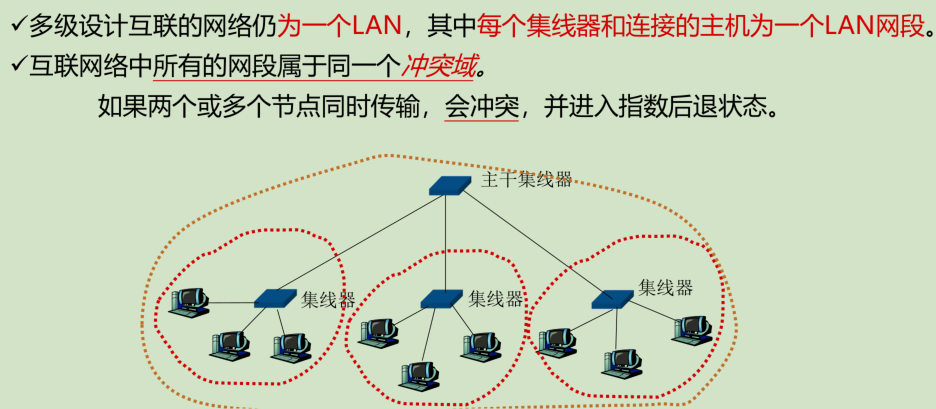 ✓多级设计互联的网络仍为一个LAN，其中每个集线器和连接的主机为一个LAN网段。
✓互联网络中所有的网段属于同一个冲突域。
如果两个或多个节点同时传输，会冲突，并进入指数后退状态。
主干集线器
集线器
集线器
集线器